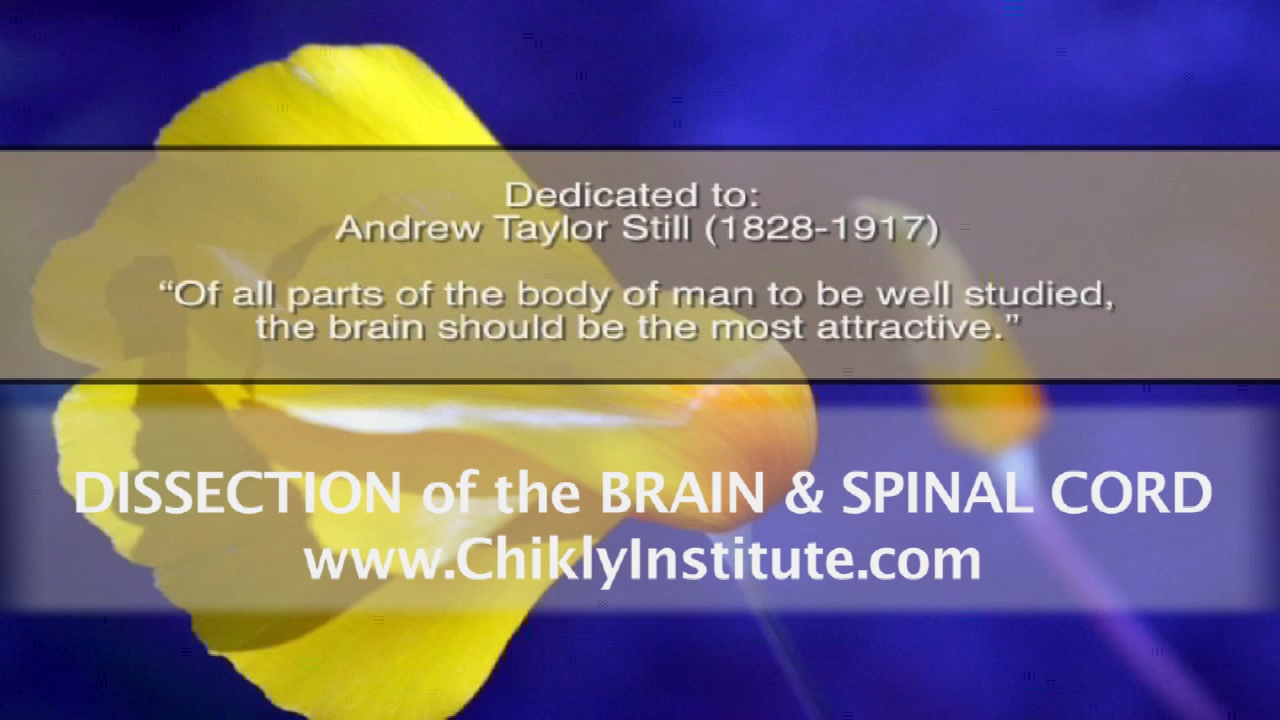 Dedicated to:
Andrew Taylor Still (1828-1917)
“Of all parts of the body of man to be well studied,
the brain should be the most attractive.”
DISSECTION of the BRAIN & SPINAL CORD
www.ChiklyInstitute.com